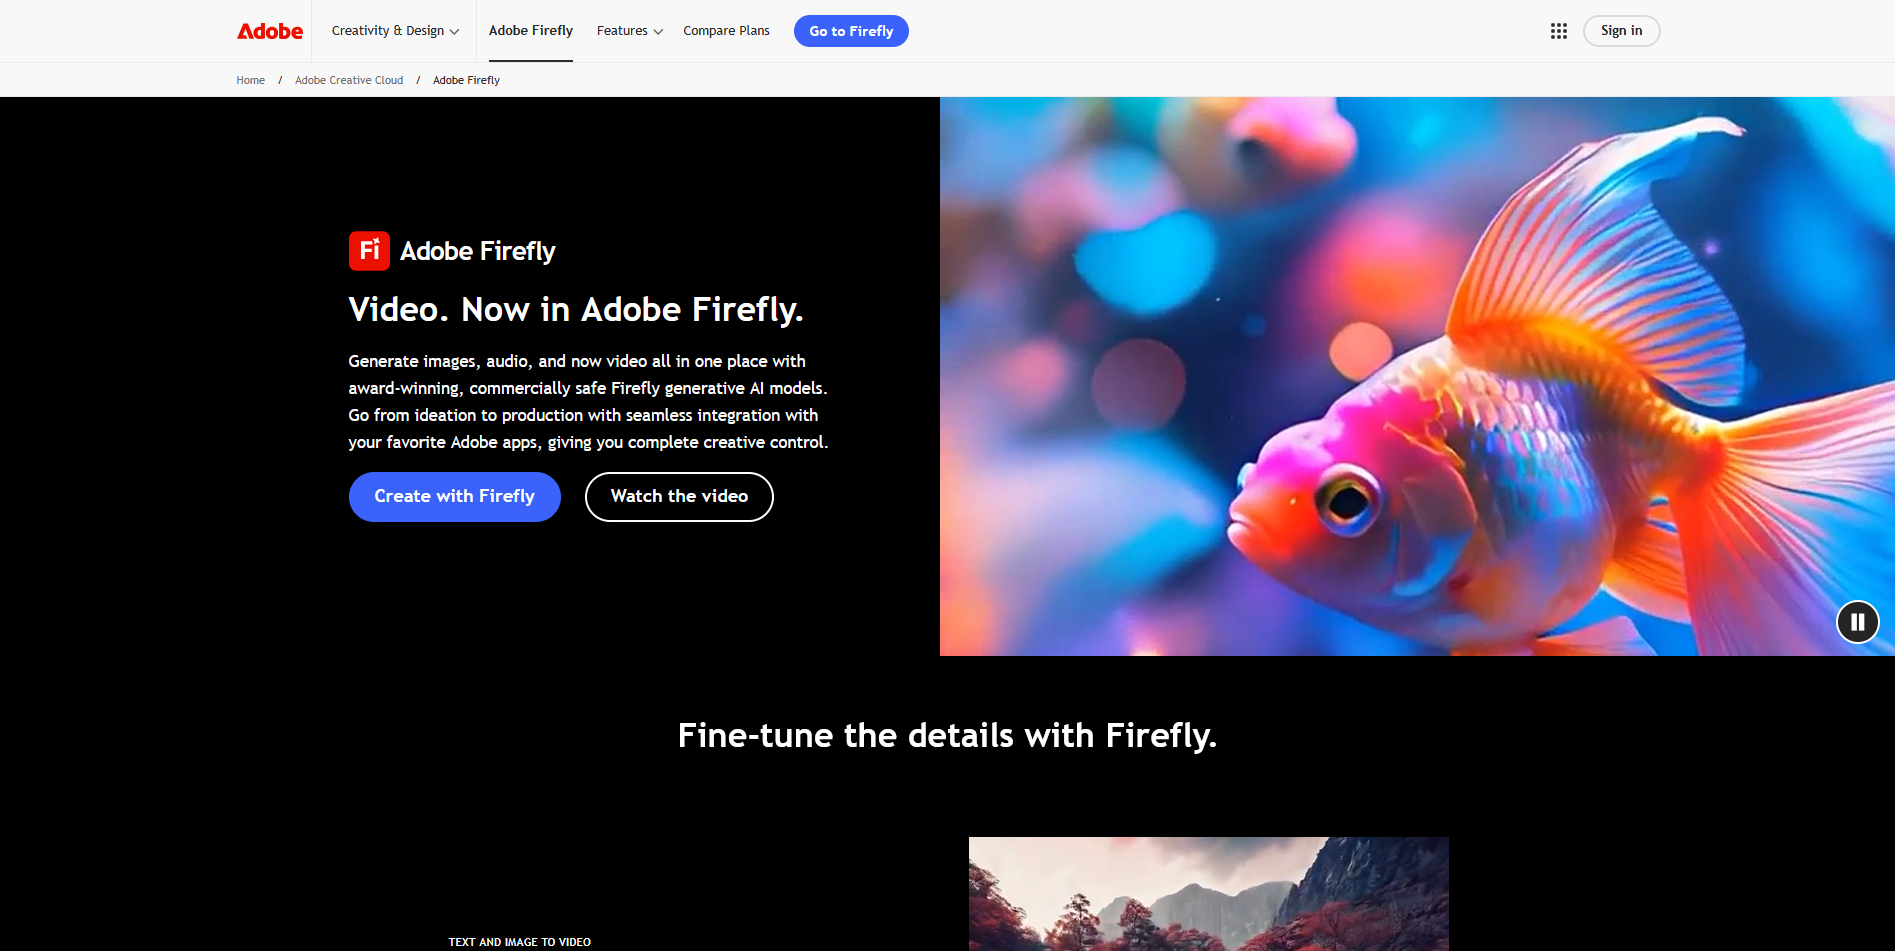 Adobe
Creativity & Design
Adobe Firefly
Features
Compare Plans
Go to Firefly
Sign in
Home / Adobe Creative Cloud / Adobe Firefly
Fi Adobe Firefly
Video. Now in Adobe Firefly.
Generate images, audio, and now video all in one place with
award-winning, commercially safe Firefly generative AI models.
Go from ideation to production with seamless integration with
your favorite Adobe apps, giving you complete creative control.
Create with Firefly
Watch the video
Fine-tune the details with Firefly.
TEXT AND IMAGE TO VIDEO